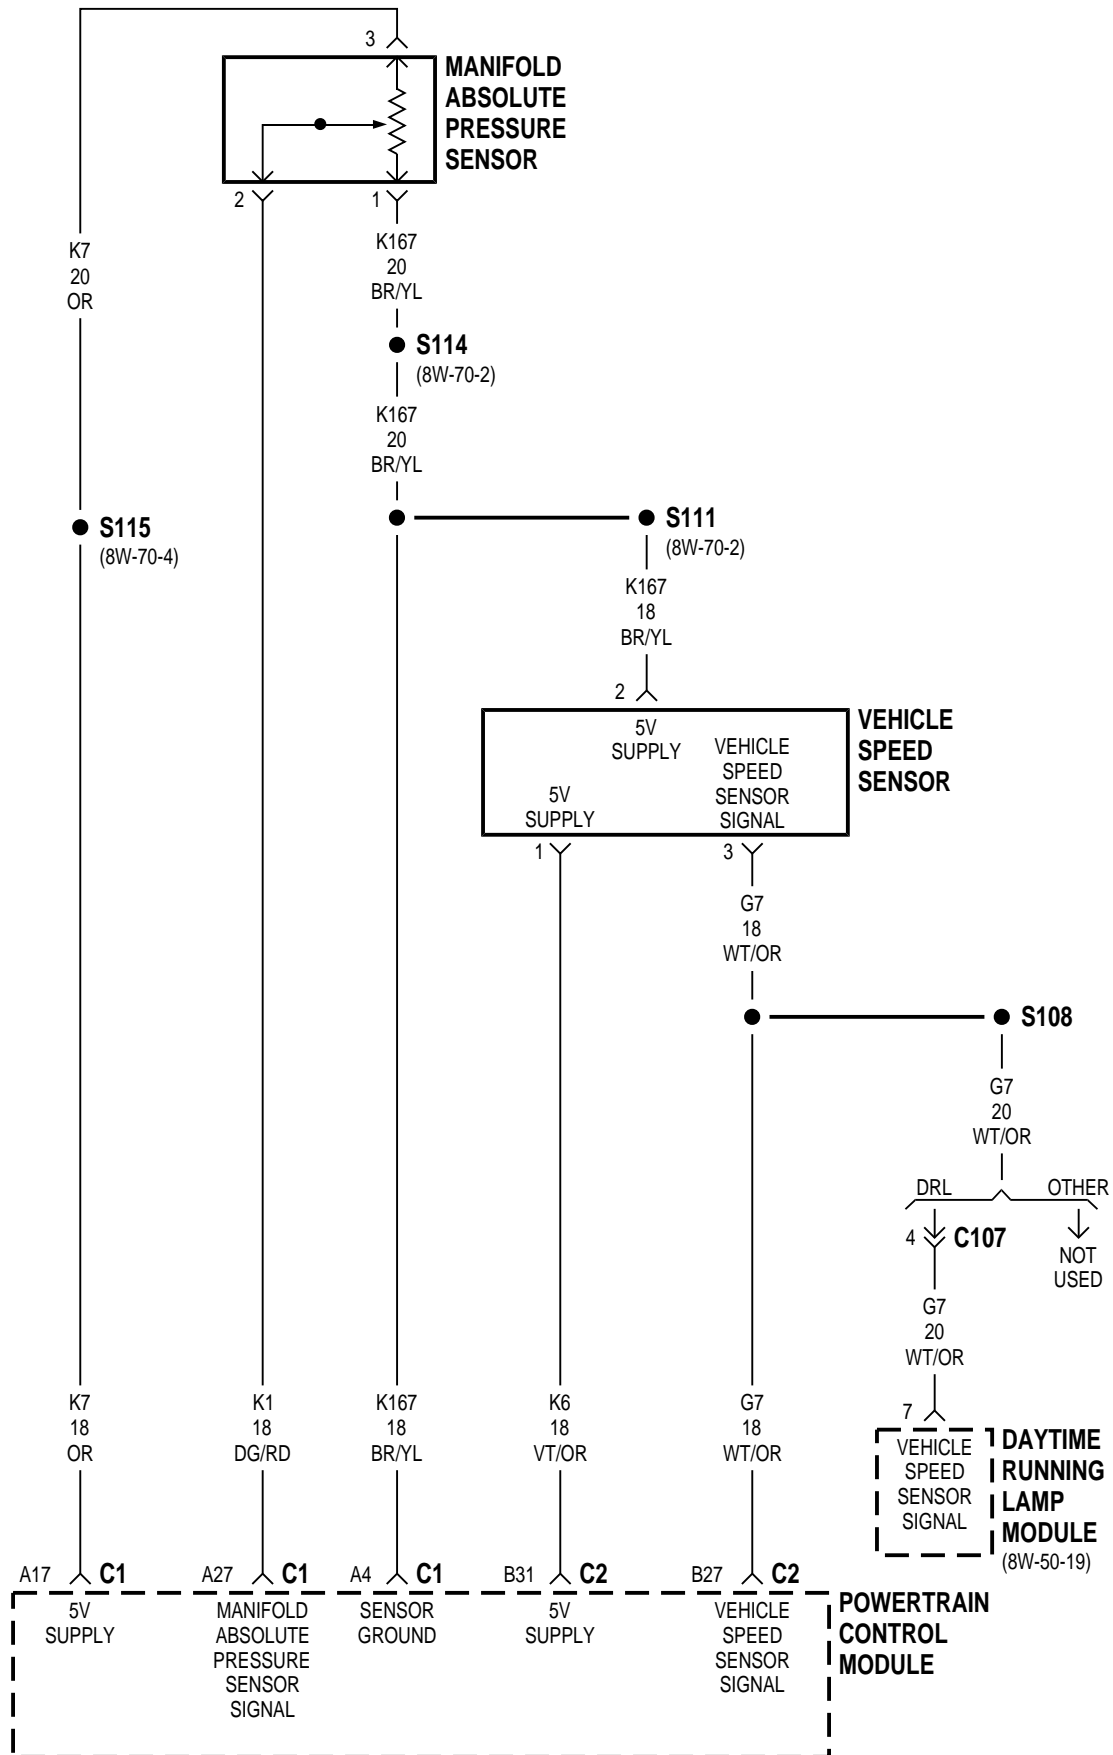 3
MANIFOLD
ABSOLUTE
PRESSURE
SENSOR
2
1
K7
20
OR
K167
20
BR/YL
S114
(8W-70-2)
K167
20
BR/YL
S115
(8W-70-4)
S111
(8W-70-2)
K167
18
BR/YL
2
VEHICLE
SPEED
SENSOR
5V
SUPPLY
VEHICLE
SPEED
SENSOR
SIGNAL
5V
SUPPLY
1
3
G7
18
WT/OR
S108
G7
20
WT/OR
DRL
OTHER
4
C107
NOT
USED
G7
20
WT/OR
7
VEHICLE
SPEED
SENSOR
SIGNAL
DAYTIME
RUNNING
LAMP
MODULE
(8W-50-19)
K7
18
OR
K1
18
DG/RD
K167
18
BR/YL
K6
18
VT/OR
G7
18
WT/OR
A17 C1
A27 C1
A4 C1
B31 C2
B27 C2
5V
SUPPLY
MANIFOLD
ABSOLUTE
PRESSURE
SENSOR
SIGNAL
SENSOR
GROUND
5V
SUPPLY
VEHICLE
SPEED
SENSOR
SIGNAL
POWERTRAIN
CONTROL
MODULE